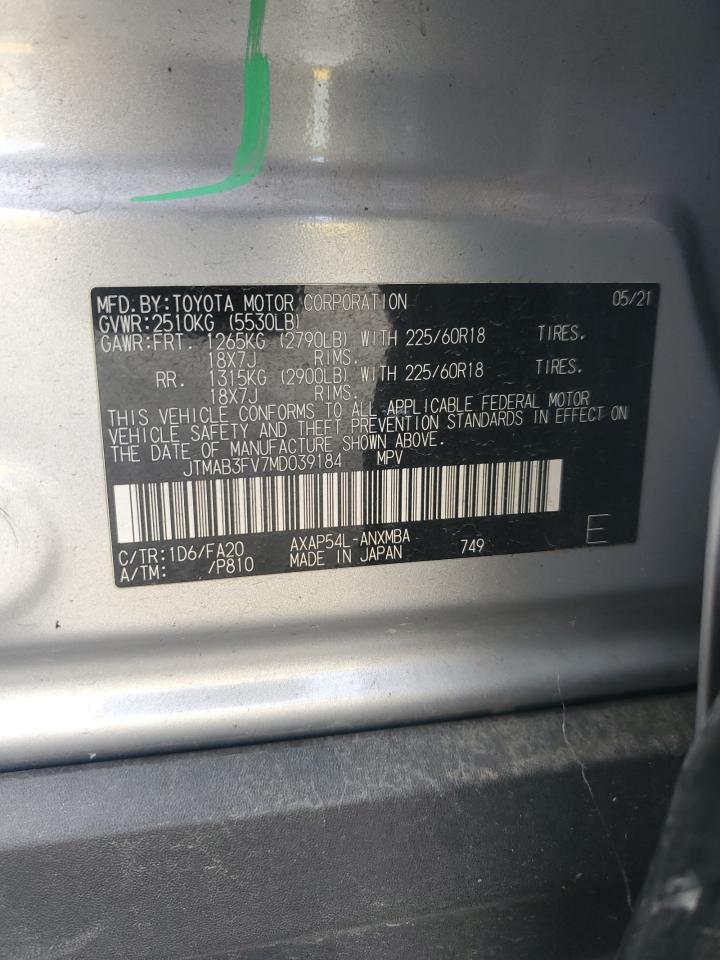 MFD.BY:TOYOTA MOTOR CORPORATION 05/21
GVWR:2510KG (5530LB)
GAWR:FRT. 1265KG (2790LB) WITH 225/60R18 TIRES.
18X7J RIMS.
RR. 1315KG (2900LB) WITH 225/60R18 TIRES.
18X7J RIMS.
THIS VEHICLE CONFORMS TO ALL APPLICABLE FEDERAL MOTOR
VEHICLE SAFETY AND THEFT PREVENTION STANDARDS IN EFFECT ON
THE DATE OF MANUFACTURE SHOWN ABOVE.
JTMAB3FV7MD039184 MPV
C/TR:1D6/FA20 AXAP54L-ANXMBA 749 E
A/TM: /P810 MADE IN JAPAN